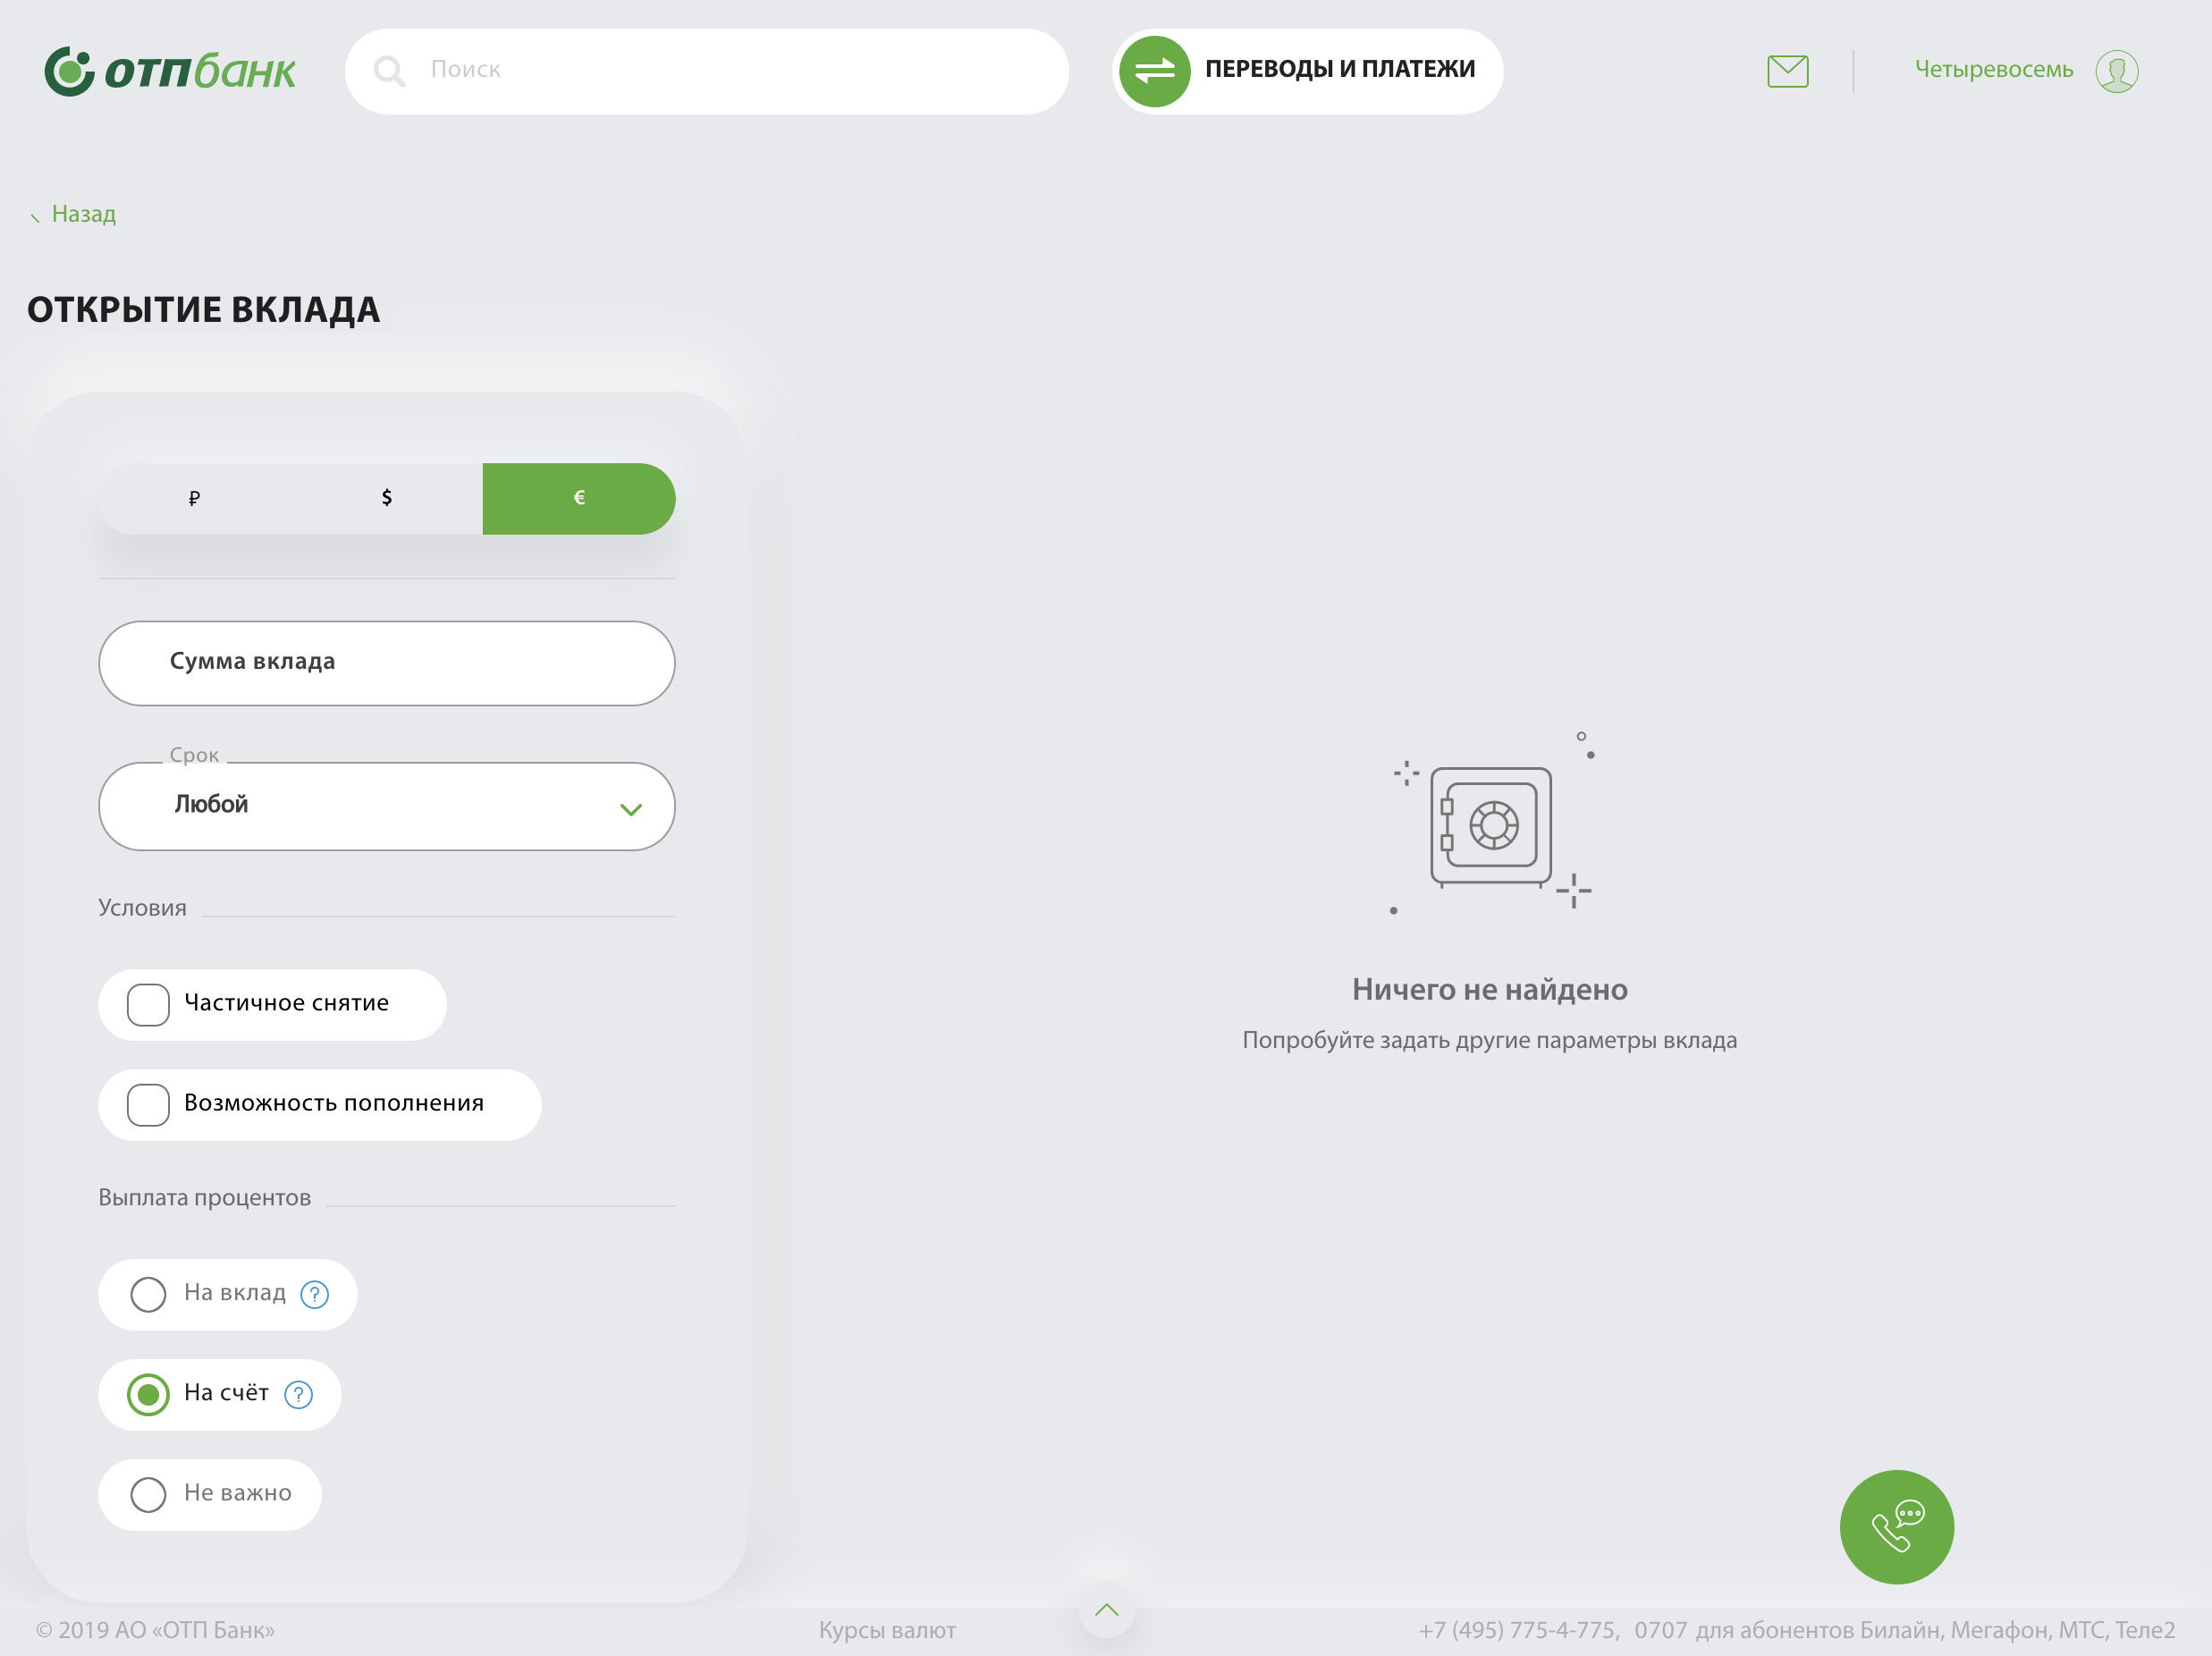 отпбанк
Поиск
ПЕРЕВОДЫ И ПЛАТЕЖИ
Четыревосемь
Назад
ОТКРЫТИЕ ВКЛАДА
₽ $ €
Сумма вклада
Срок
Любой
Условия
Частичное снятие
Возможность пополнения
Выплата процентов
На вклад ?
На счёт ?
Не важно
Ничего не найдено
Попробуйте задать другие параметры вклада
© 2019 АО «ОТП Банк»
Курсы валют
+7 (495) 775-4-775, 0707 для абонентов Билайн, Мегафон, МТС, Теле2